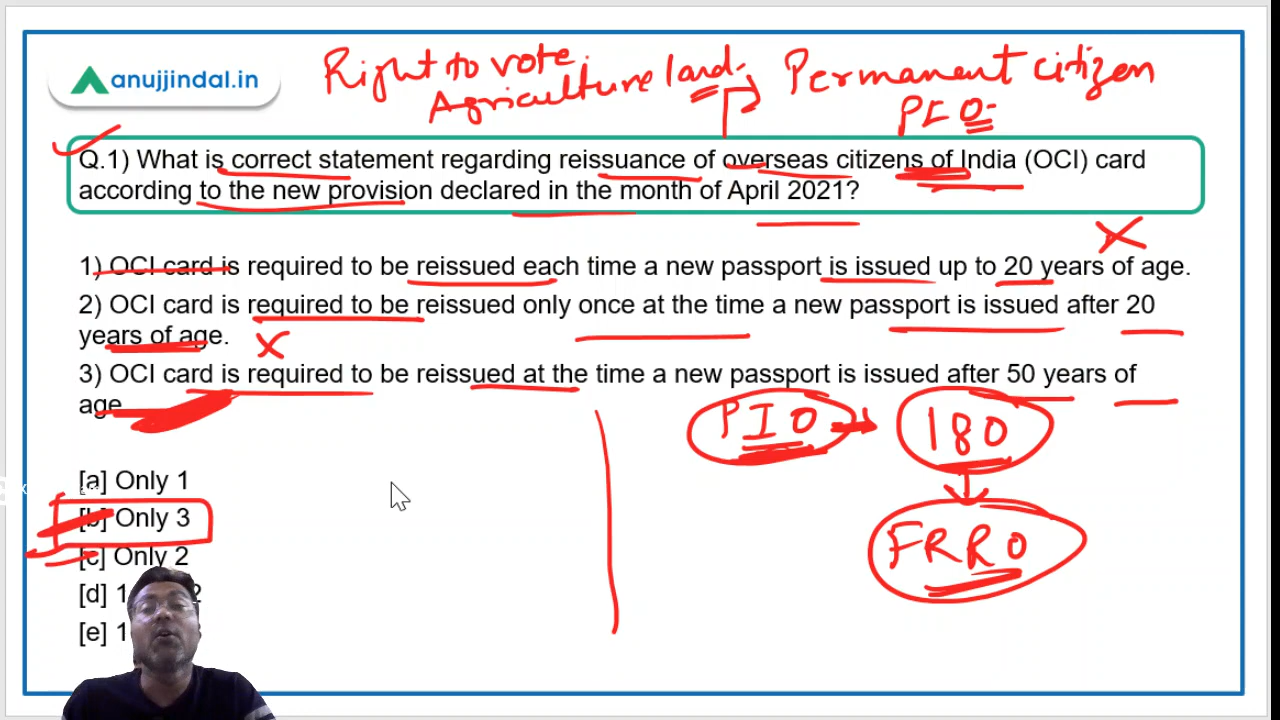 anujjindal.in
Right to vote.
Agriculture land.
Permanent citizen
PIO
Q.1) What is correct statement regarding reissuance of overseas citizens of India (OCI) card
according to the new provision declared in the month of April 2021?
1) OCI card is required to be reissued each time a new passport is issued up to 20 years of age.
2) OCI card is required to be reissued only once at the time a new passport is issued after 20
years of age.
3) OCI card is required to be reissued at the time a new passport is issued after 50 years of
age
PIO
180
FRRO
[a] Only 1
[b] Only 3
[c] Only 2
[d] 1 2
[e] 1